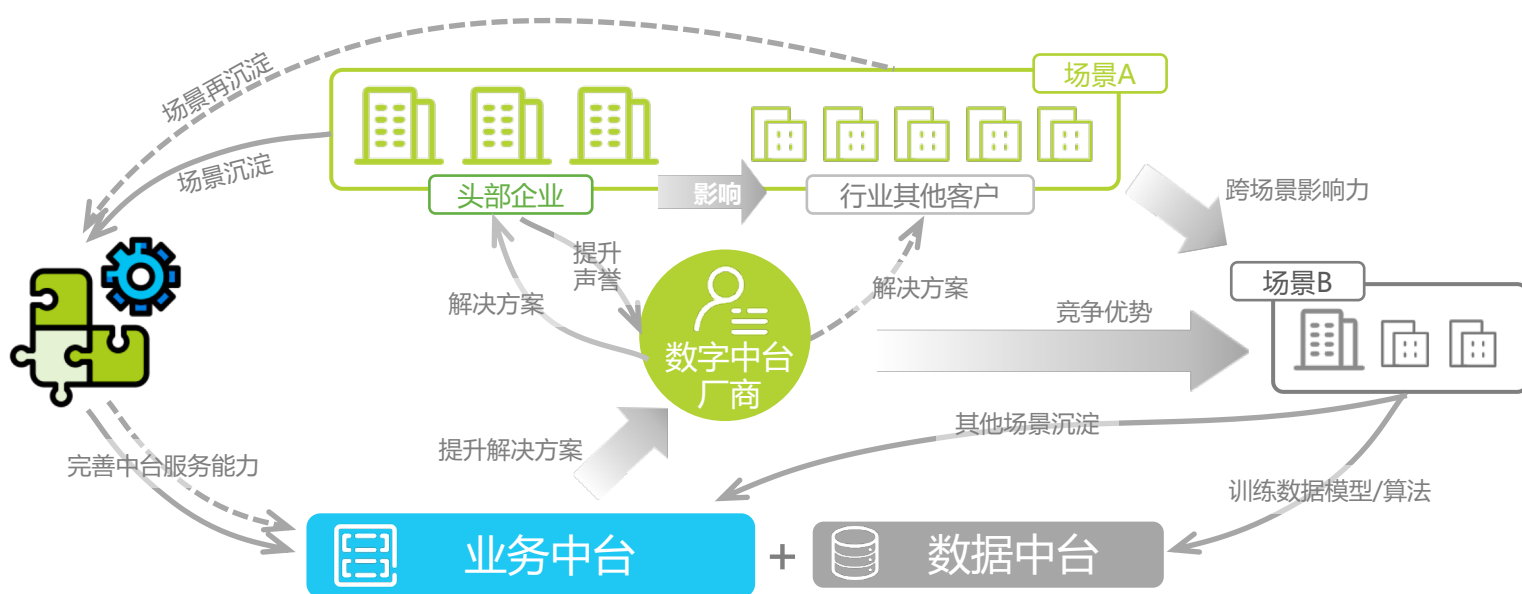 场景A
场景再沉淀
场景沉淀
头部企业
影响
行业其他客户
跨场景影响力
提升
声誉
解决方案
解决方案
场景B
竞争优势
数字中台
厂商
其他场景沉淀
提升解决方案
完善中台服务能力
训练数据模型/算法
业务中台
+
数据中台